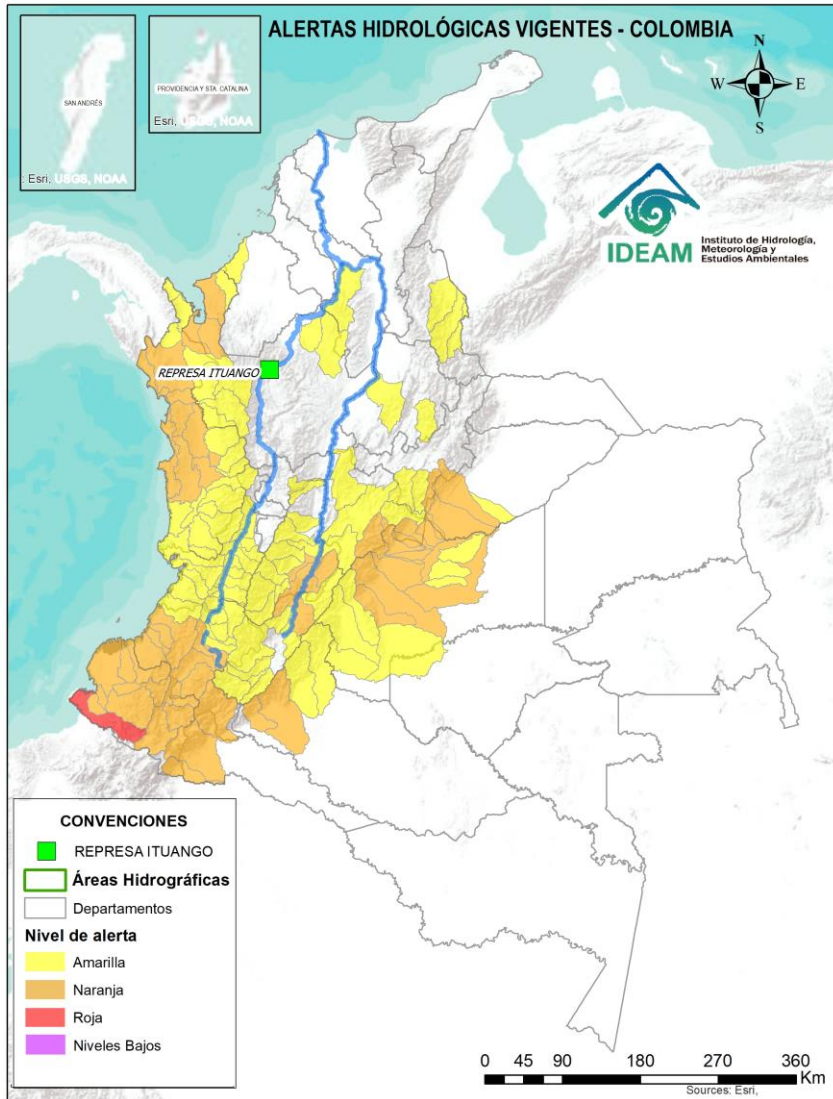 ALERTAS HIDROLÓGICAS VIGENTES - COLOMBIA
SAN ANDRÉS
Esri, USGS, NOAA
PROVIDENCIA Y STA. CATALINA
Esri, USGS, NOAA
N
W
E
S
IDEAM
Instituto de Hidrología,
Meteorología y
Estudios Ambientales
REPRESA ITUANGO
CONVENCIONES
REPRESA ITUANGO
Áreas Hidrográficas
Departamentos
Nivel de alerta
Amarilla
Naranja
Roja
Niveles Bajos
0 45 90 180 270 360
Km
Sources: Esri,